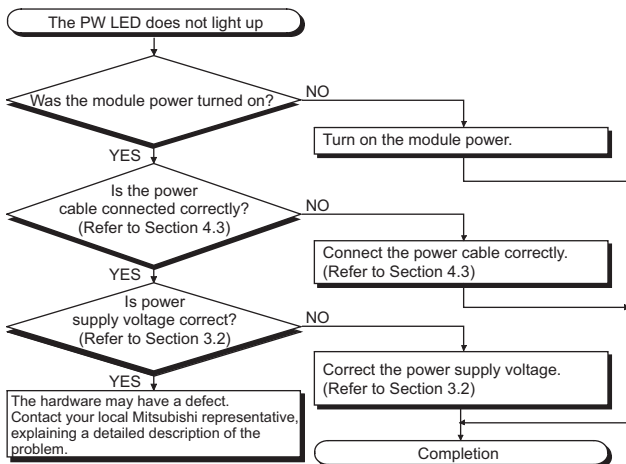 The PW LED does not light up
Was the module power turned on?
NO
Turn on the module power.
YES
Is the power
cable connected correctly?
(Refer to Section 4.3)
NO
Connect the power cable correctly.
(Refer to Section 4.3)
YES
Is power
supply voltage correct?
(Refer to Section 3.2)
NO
Correct the power supply voltage.
(Refer to Section 3.2)
YES
The hardware may have a defect.
Contact your local Mitsubishi representative,
explaining a detailed description of the
problem.
Completion